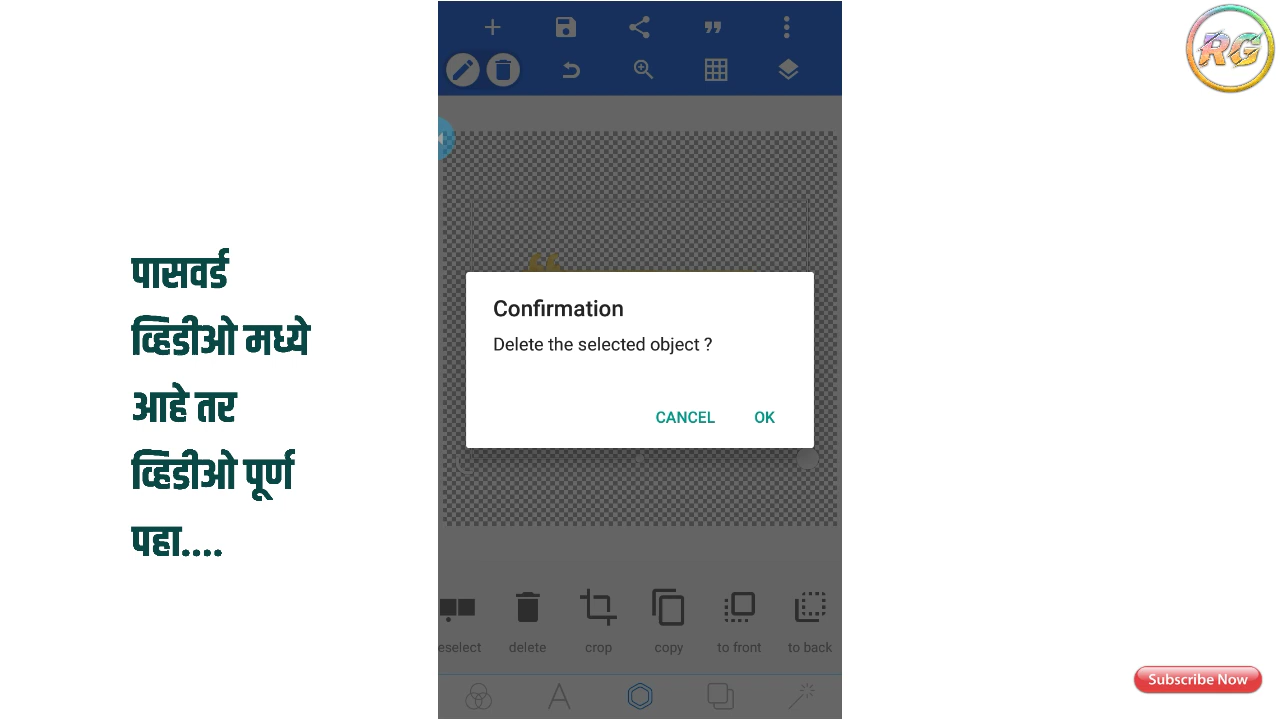 RG
पासवर्ड
व्हिडीओ मध्ये
आहे तर
व्हिडीओ पूर्ण
पहा....
Confirmation
Delete the selected object ?
CANCEL OK
eselect delete crop copy to front to back
Subscribe Now